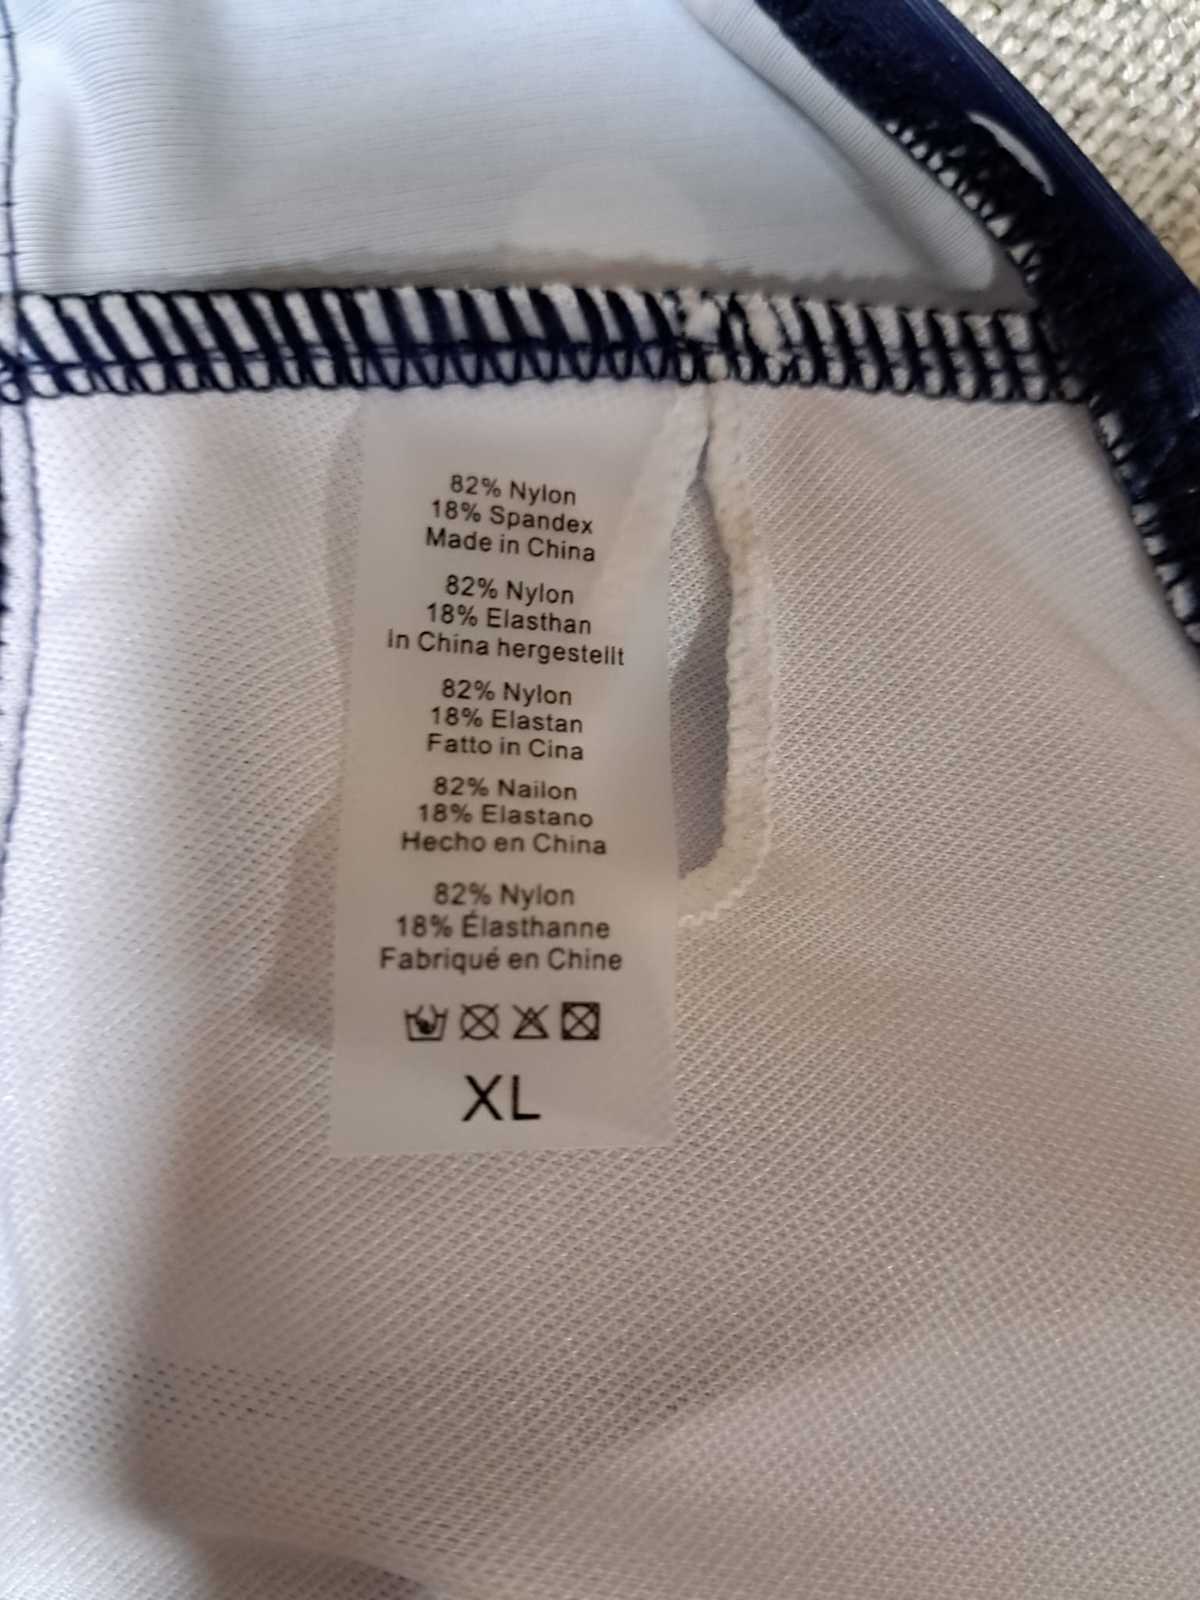 82% Nylon
18% Spandex
Made in China
82% Nylon
18% Elasthan
In China hergestellt
82% Nylon
18% Elastan
Fatto in Cina
82% Nailon
18% Elastano
Hecho en China
82% Nylon
18% Élasthanne
Fabriqué en Chine
XL